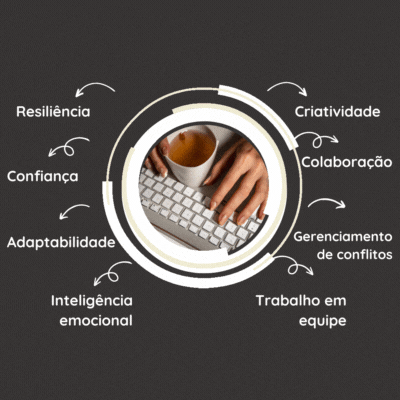 Resiliência
Confiança
Adaptabilidade
Inteligência
emocional
Criatividade
Colaboração
Gerenciamento
de conflitos
Trabalho em
equipe